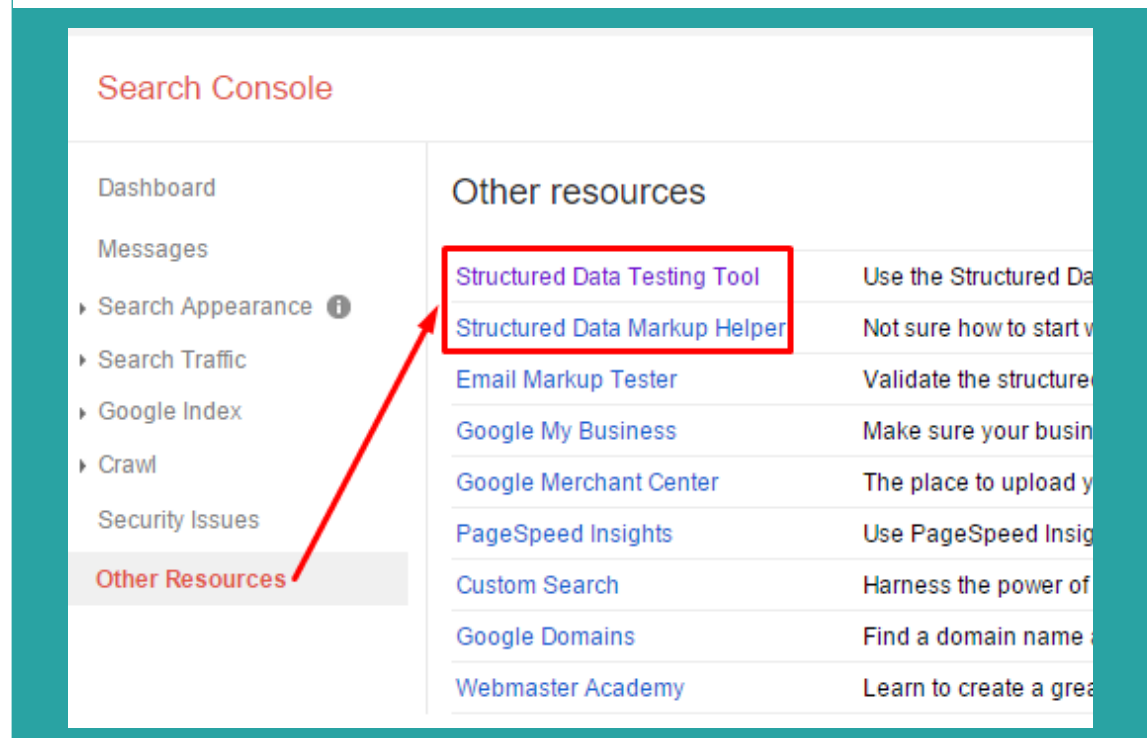 Search Console
Dashboard
Messages
Search Appearance
Search Traffic
Google Index
Crawl
Security Issues
Other Resources
Other resources
Structured Data Testing Tool Use the Structured Da
Structured Data Markup Helper Not sure how to start
Email Markup Tester Validate the structure
Google My Business Make sure your busin
Google Merchant Center The place to upload y
PageSpeed Insights Use PageSpeed Insig
Custom Search Harness the power of
Google Domains Find a domain name
Webmaster Academy Learn to create a grea